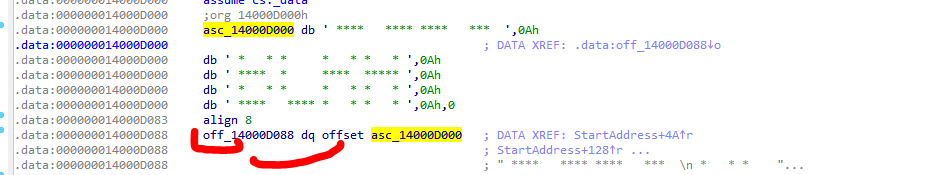 assume cs:_data
.data:000000014000D000 ;org 14000D000h
.data:000000014000D000 asc_14000D000 db ' ****   **** ****   ***  ',0Ah
.data:000000014000D000 ; DATA XREF: .data:off_14000D088↓o
.data:000000014000D000 db ' *   * *     *   * *   * ',0Ah
.data:000000014000D000 db ' ****  *     ****  ***** ',0Ah
.data:000000014000D000 db ' *   * *     *   * *   * ',0Ah
.data:000000014000D000 db ' ****   **** *   * *   * ',0Ah,0
.data:000000014000D083 align 8
.data:000000014000D088 off_14000D088 dq offset asc_14000D000 ; DATA XREF: StartAddress+4A↑r
.data:000000014000D088 ; StartAddress+128↑r ...
.data:000000014000D088 ; " ****   **** ****   ***  \n *   * *     "...